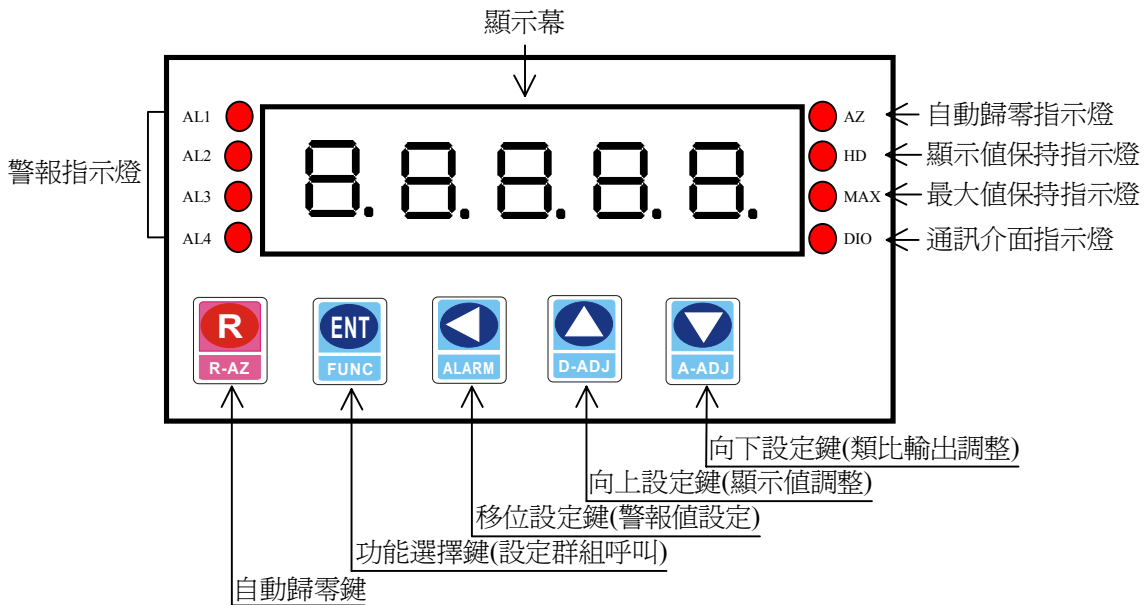 顯示幕
警報指示燈
AL1
AL2
AL3
AL4
8.8.8.8.8.
AZ
自動歸零指示燈
HD
顯示值保持指示燈
MAX
最大值保持指示燈
DIO
通訊介面指示燈
R
R-AZ
ENT
FUNC
ALARM
D-ADJ
A-ADJ
向下設定鍵(類比輸出調整)
向上設定鍵(顯示值調整)
移位設定鍵(警報值設定)
功能選擇鍵(設定群組呼叫)
自動歸零鍵